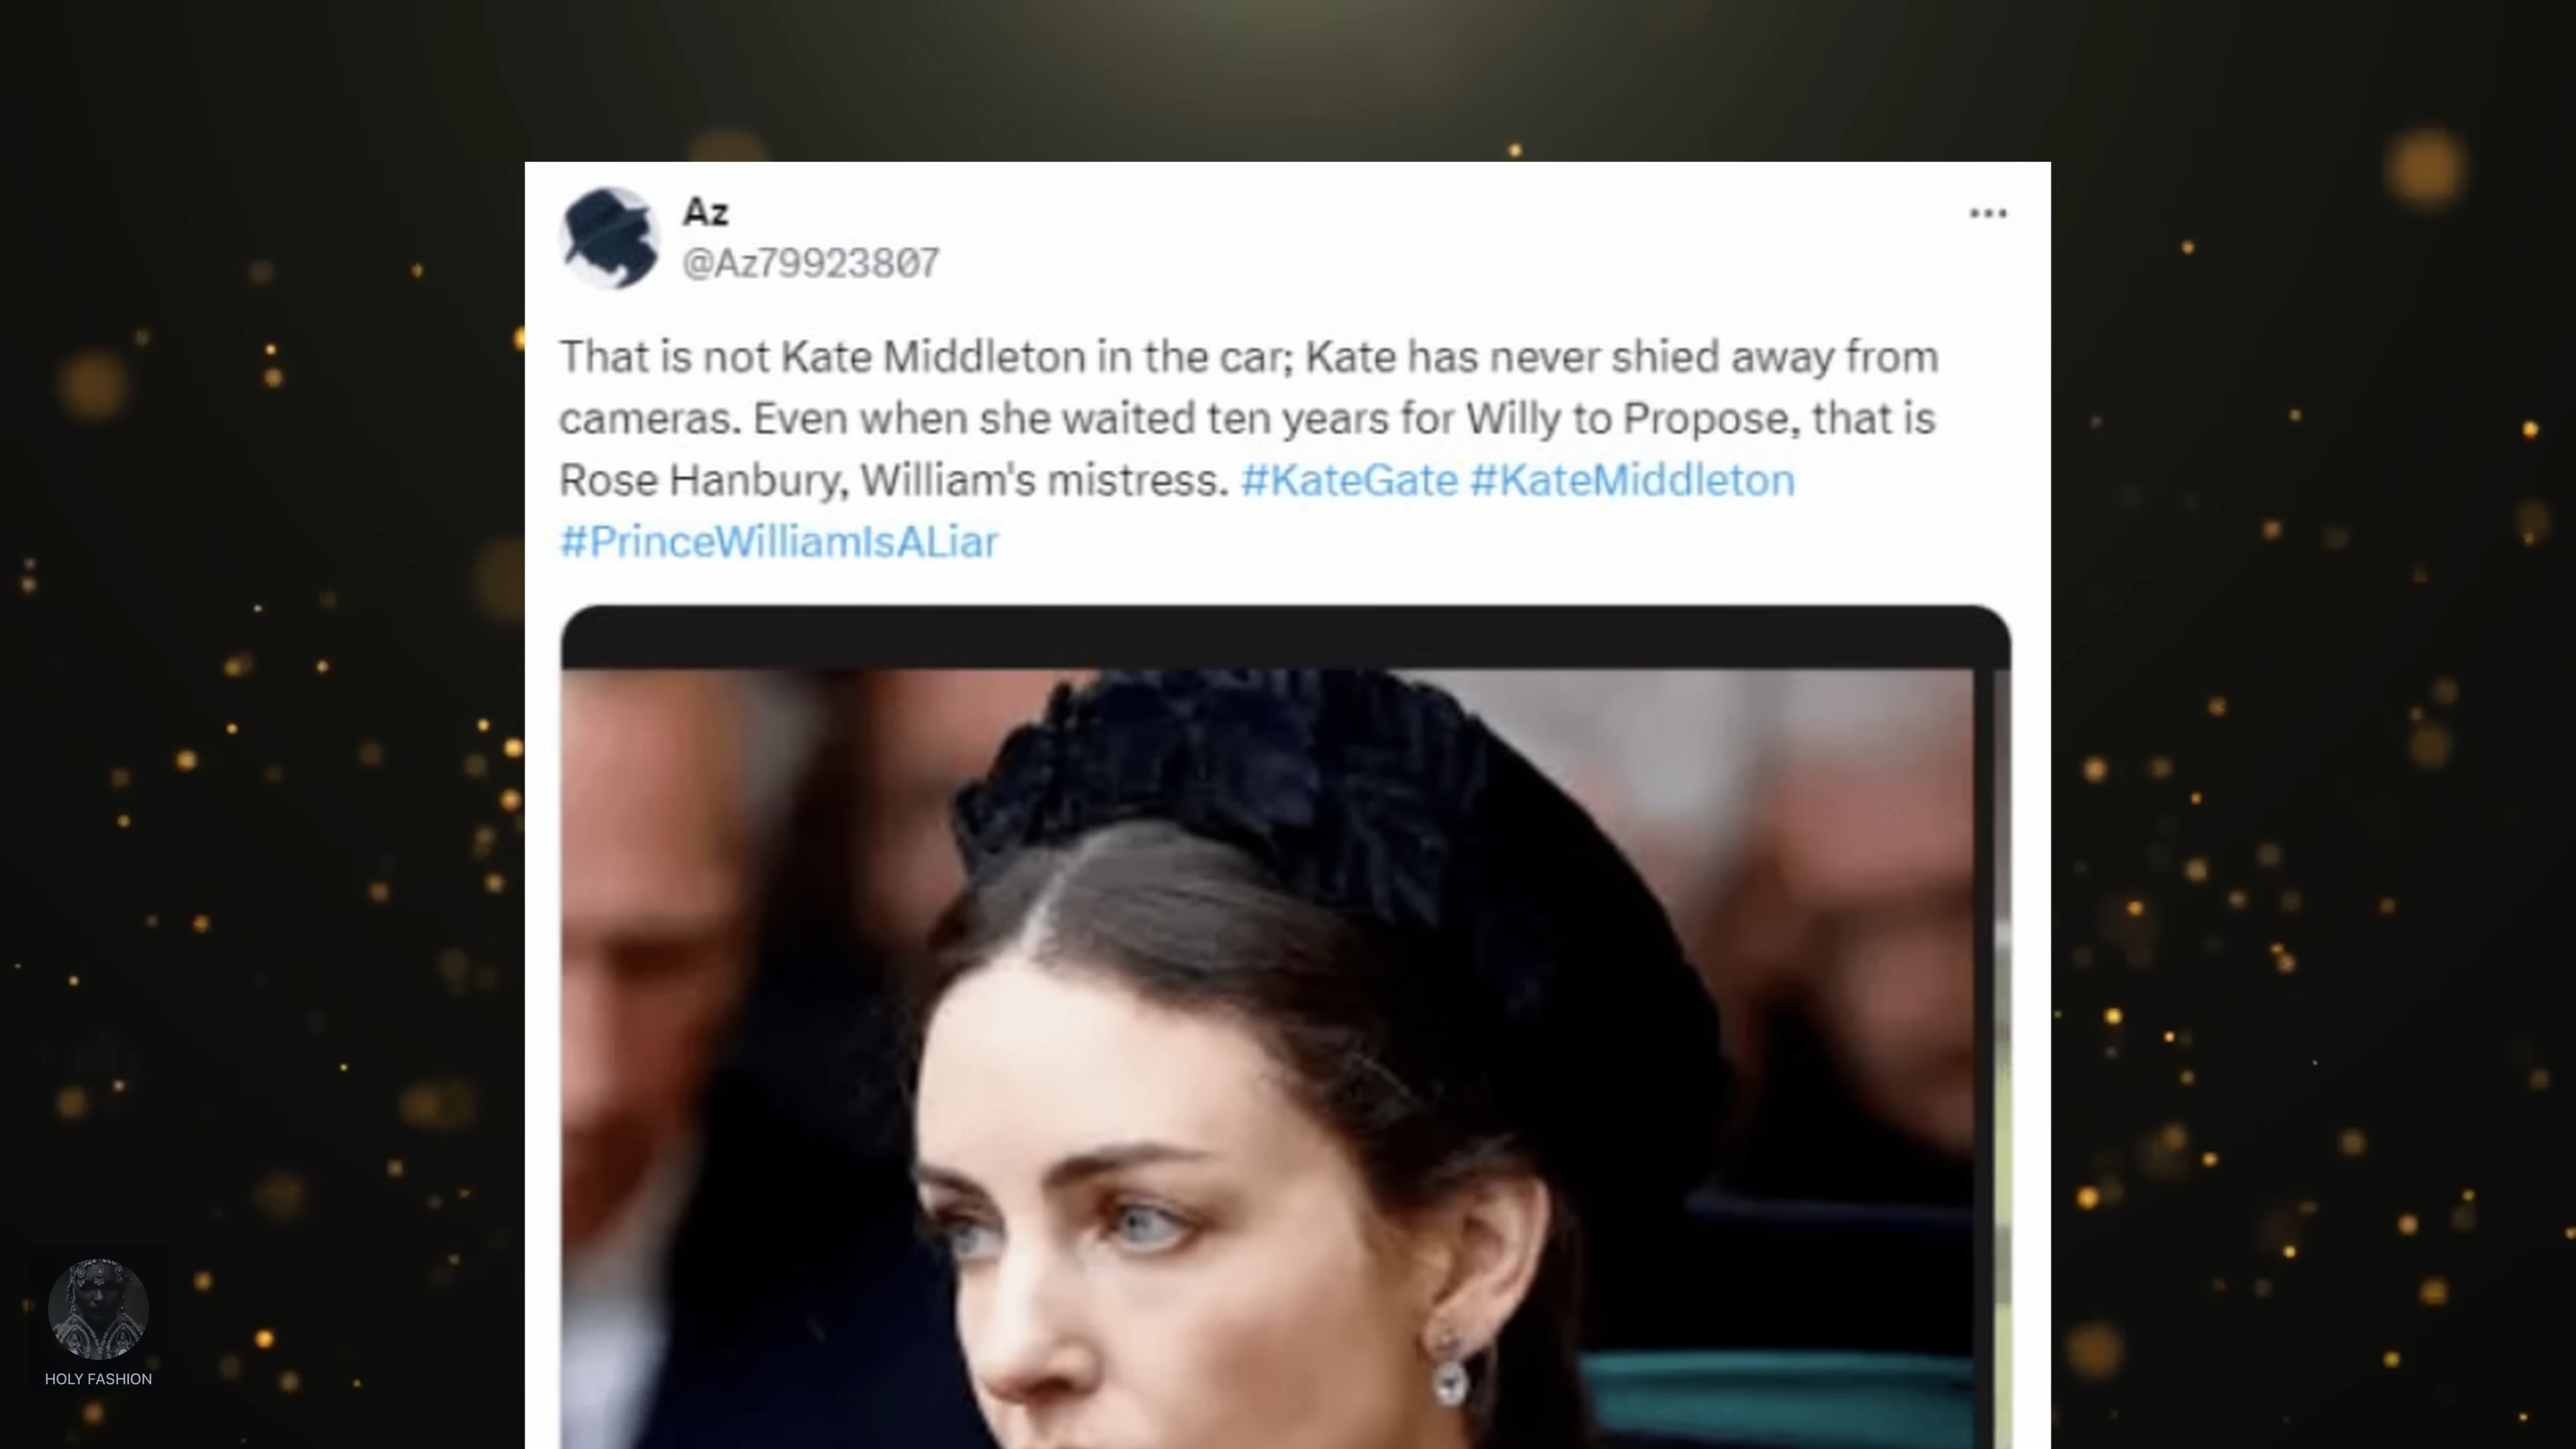 Az
@Az79923807
That is not Kate Middleton in the car; Kate has never shied away from
cameras. Even when she waited ten years for Willy to Propose, that is
Rose Hanbury, William's mistress. #KateGate #KateMiddleton
#PrinceWilliamIsALiar
HOLY FASHION